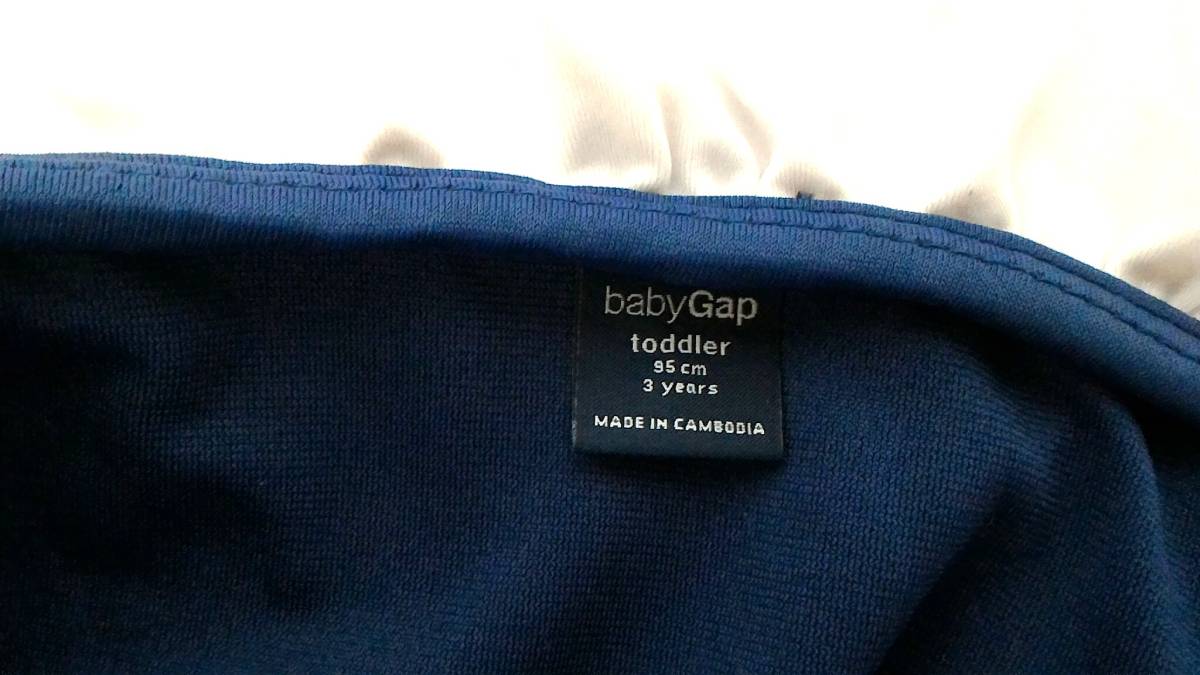 babyGap
toddler
95 cm
3 years
MADE IN CAMBODIA